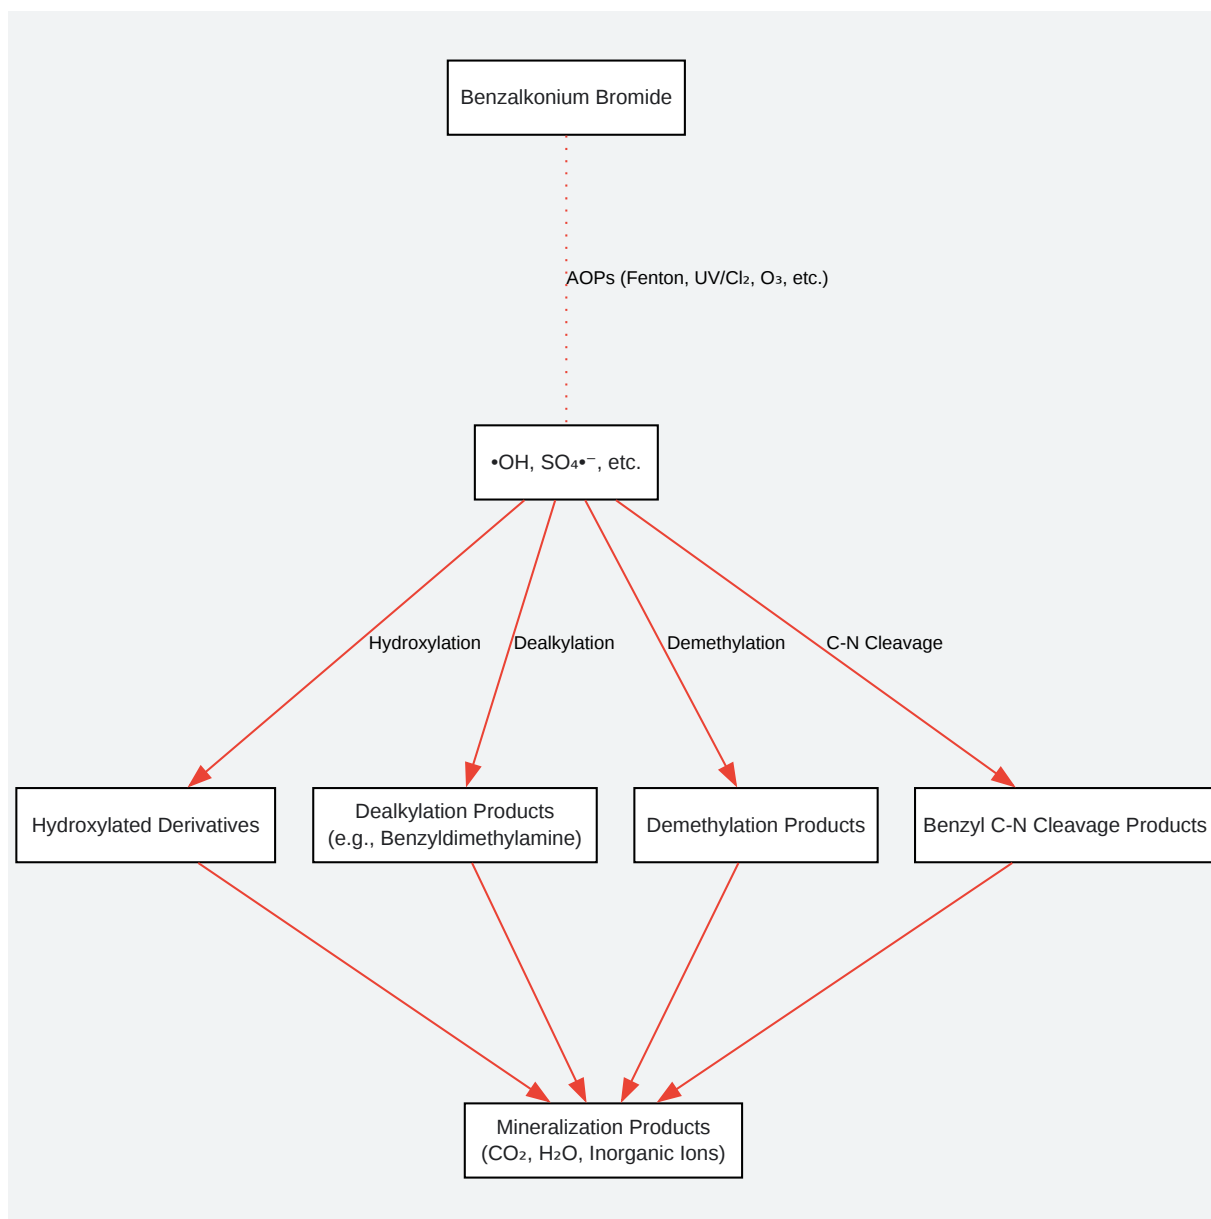 Benzalkonium Bromide
AOPs (Fenton, UV/Cl₂, O₃, etc.)
•OH, SO₄•⁻, etc.
Hydroxylation
Dealkylation
Demethylation
C-N Cleavage
Hydroxylated Derivatives
Dealkylation Products
(e.g., Benzyldimethylamine)
Demethylation Products
Benzyl C-N Cleavage Products
Mineralization Products
(CO₂, H₂O, Inorganic Ions)